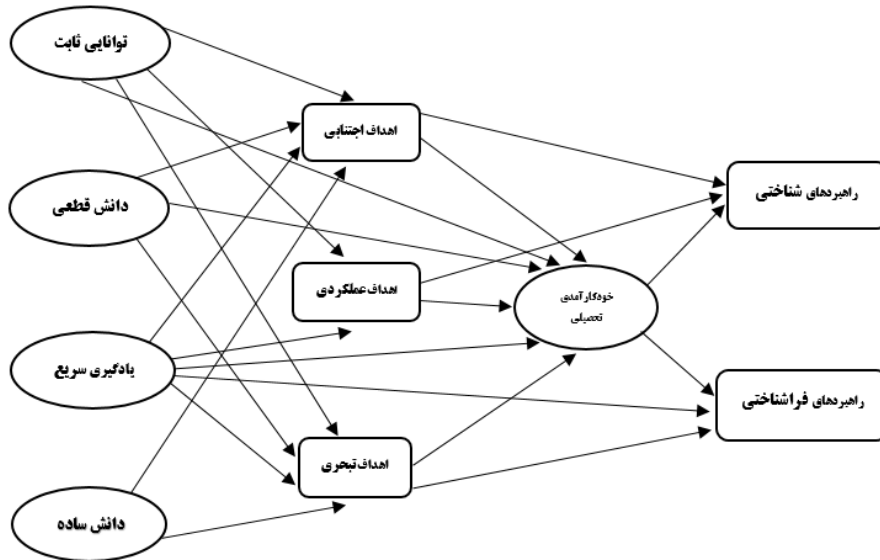 توانایی ثابت
اهداف اجتنابی
راهبردهای شناختی
دانش قطعی
اهداف عملکردی
خودکارآمدی
تحصیلی
یادگیری سریع
راهبردهای فراشناختی
اهداف تبحری
دانش ساده